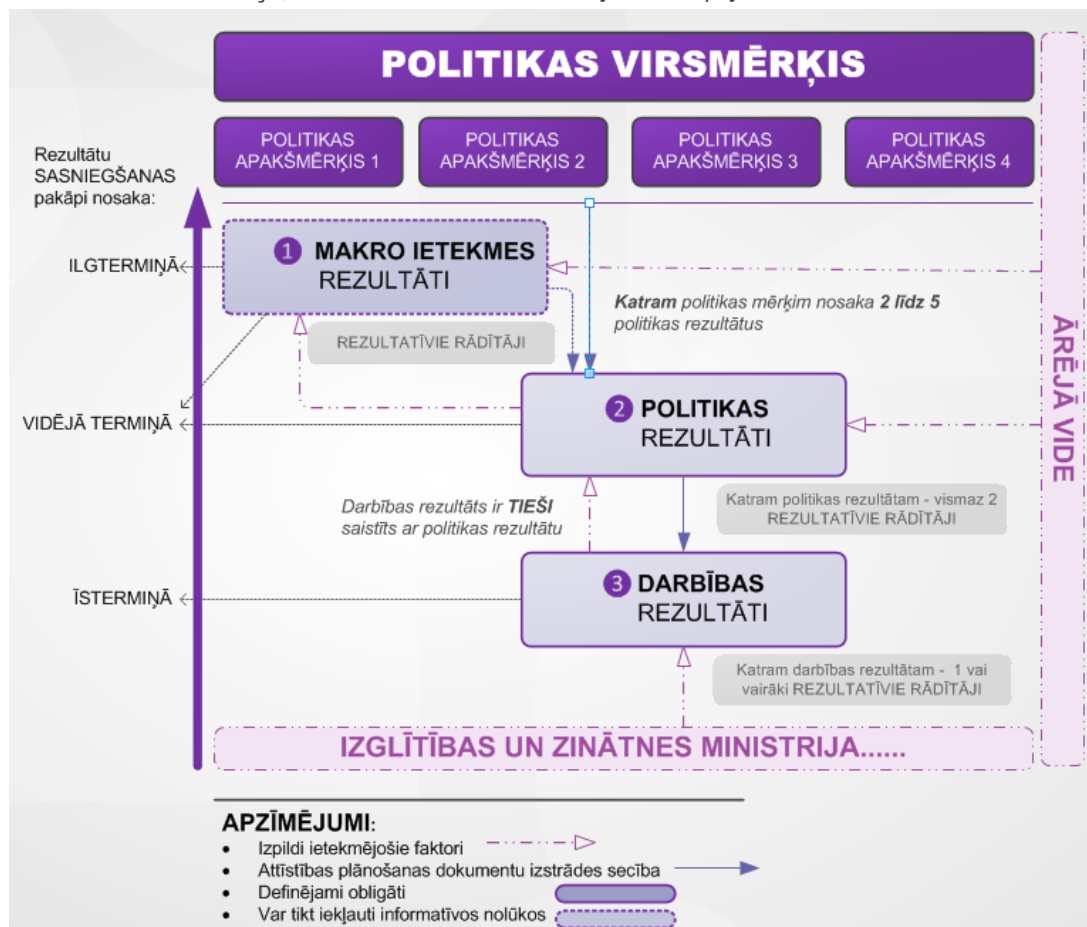 POLITIKAS VIRSMĒRĶIS
POLITIKAS
APAKŠMĒRĶIS 1
POLITIKAS
APAKŠMĒRĶIS 2
POLITIKAS
APAKŠMĒRĶIS 3
POLITIKAS
APAKŠMĒRĶIS 4
Rezultātu
SASNIEGŠANAS
pakāpi nosaka:
1 MAKRO IETEKMES
REZULTĀTI
ILGTERMIŅĀ
Katram politikas mērķim nosaka 2 līdz 5
politikas rezultātus
REZULTATĪVIE RĀDĪTĀJI
ĀRĒJĀ VIDE
2 POLITIKAS
REZULTĀTI
VIDĒJĀ TERMIŅĀ
Darbības rezultāts ir TIEŠI
saistīts ar politikas rezultātu
Katram politikas rezultātam - vismaz 2
REZULTATĪVIE RĀDĪTĀJI
3 DARBĪBAS
REZULTĀTI
ĪSTERMIŅĀ
Katram darbības rezultātam - 1 vai
vairāki REZULTATĪVIE RĀDĪTĀJI
IZGLĪTĪBAS UN ZINĀTNES MINISTRIJA......
APZĪMĒJUMI:
• Izpildi ietekmējošie faktori
• Attīstības plānošanas dokumentu izstrādes secība
• Definējami obligāti
• Var tikt iekļauti informatīvos nolūkos